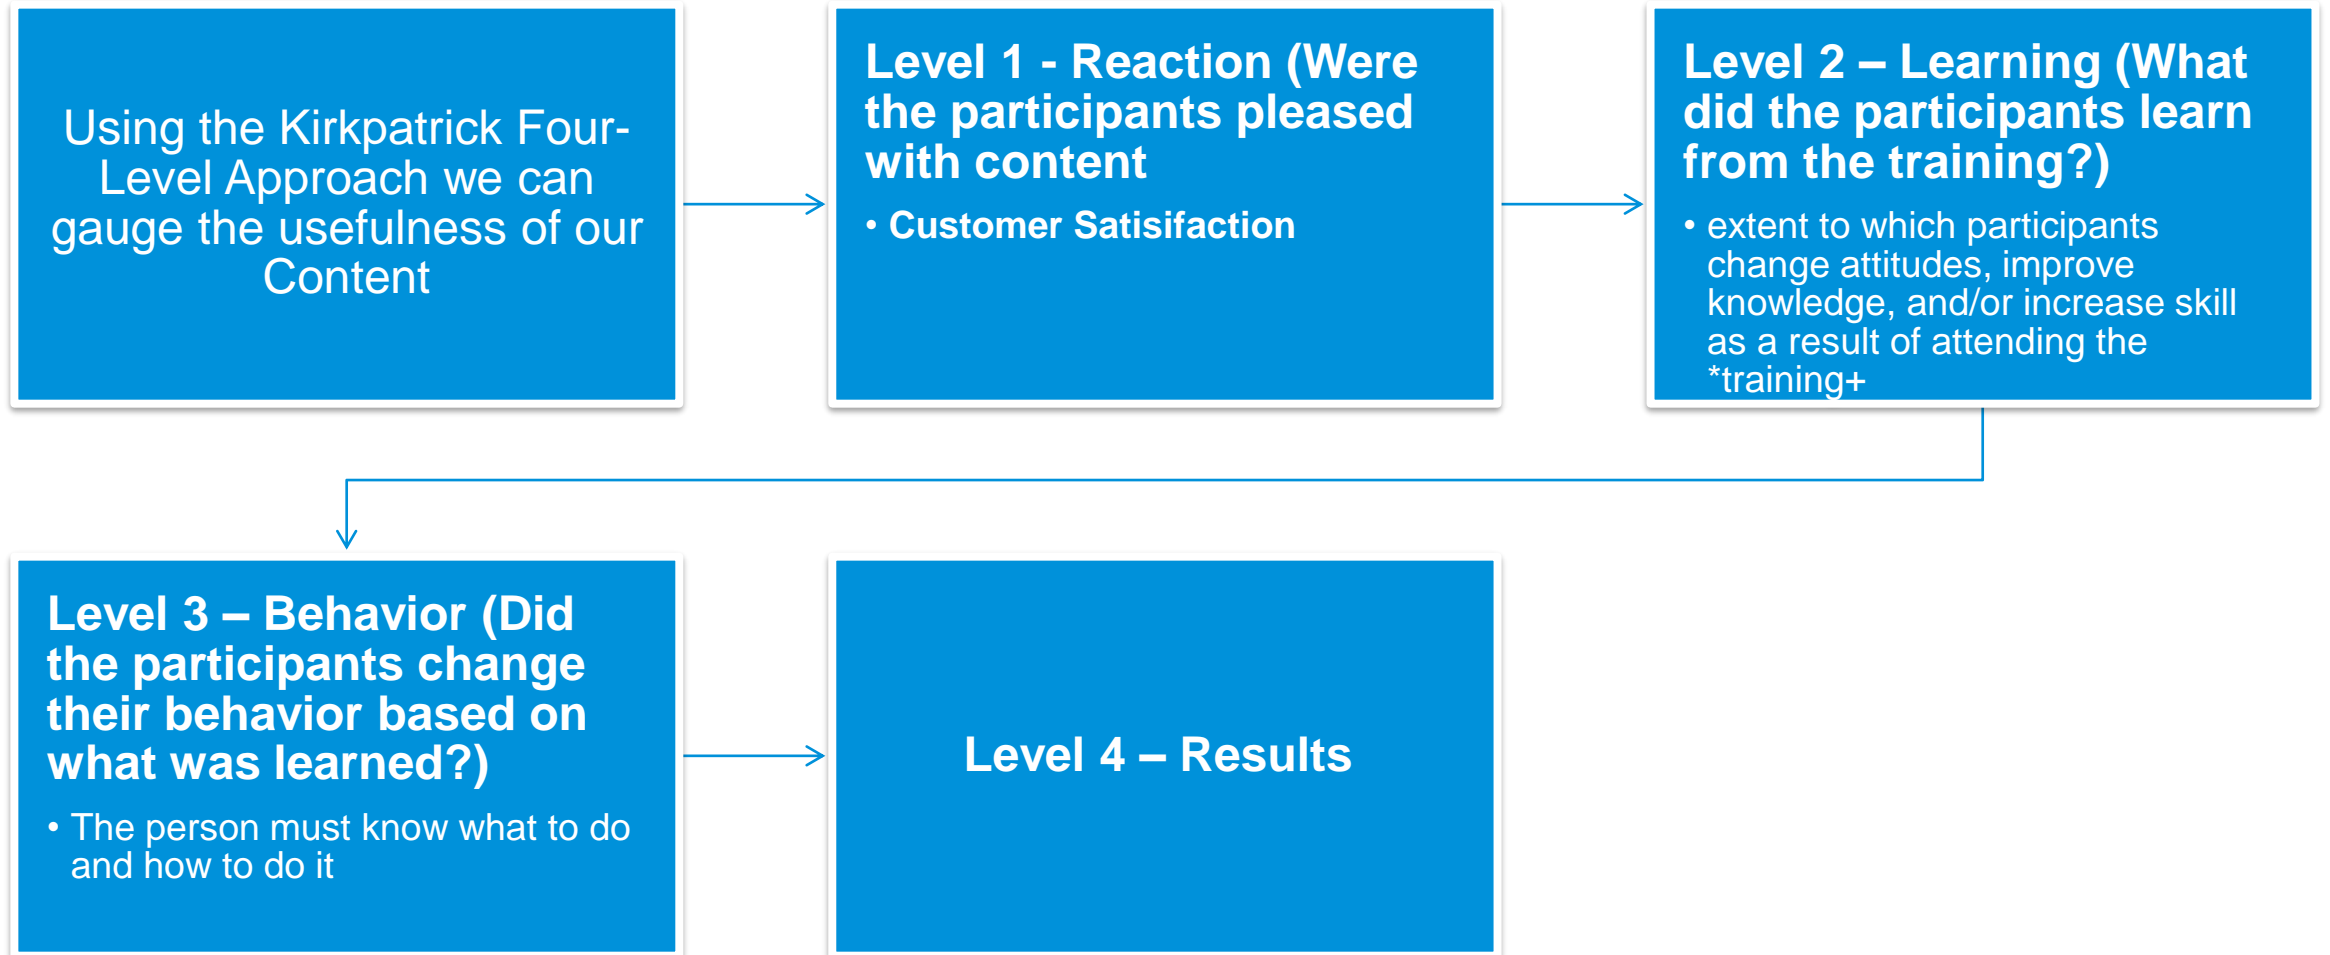 Using the Kirkpatrick Four-
Level Approach we can
gauge the usefulness of our
Content
Level 1 - Reaction (Were
the participants pleased
with content
• Customer Satisifaction
Level 2 – Learning (What
did the participants learn
from the training?)
• extent to which participants
change attitudes, improve
knowledge, and/or increase skill
as a result of attending the
*training+
Level 3 – Behavior (Did
the participants change
their behavior based on
what was learned?)
• The person must know what to do
and how to do it
Level 4 – Results